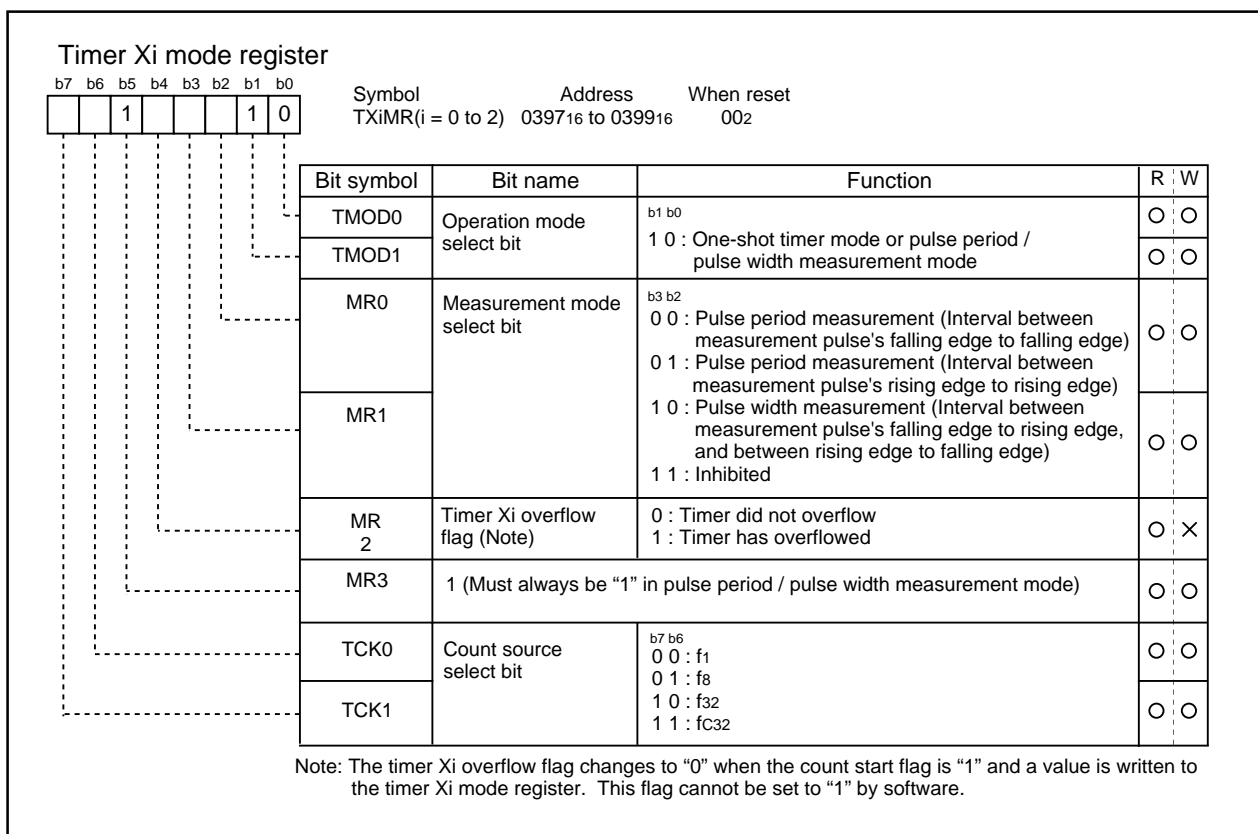 Timer Xi mode register
b7 b6 b5 b4 b3 b2 b1 b0
1 1 0
Symbol Address When reset
TXiMR(i = 0 to 2) 039716 to 039916 002
Bit symbol Bit name Function R W
TMOD0 Operation mode select bit b1 b0
1 0 : One-shot timer mode or pulse period /
pulse width measurement mode
TMOD1
MR0 Measurement mode select bit b3 b2
0 0 : Pulse period measurement (Interval between
measurement pulse's falling edge to falling edge)
0 1 : Pulse period measurement (Interval between
measurement pulse's rising edge to rising edge)
MR1 1 0 : Pulse width measurement (Interval between
measurement pulse's falling edge to rising edge,
and between rising edge to falling edge)
1 1 : Inhibited
MR Timer Xi overflow 0 : Timer did not overflow
2 flag (Note) 1 : Timer has overflowed
MR3 1 (Must always be “1” in pulse period / pulse width measurement mode)
TCK0 Count source select bit b7 b6
0 0 : f1
0 1 : f8
TCK1 1 0 : f32
1 1 : fC32
Note: The timer Xi overflow flag changes to “0” when the count start flag is “1” and a value is written to
the timer Xi mode register. This flag cannot be set to “1” by software.